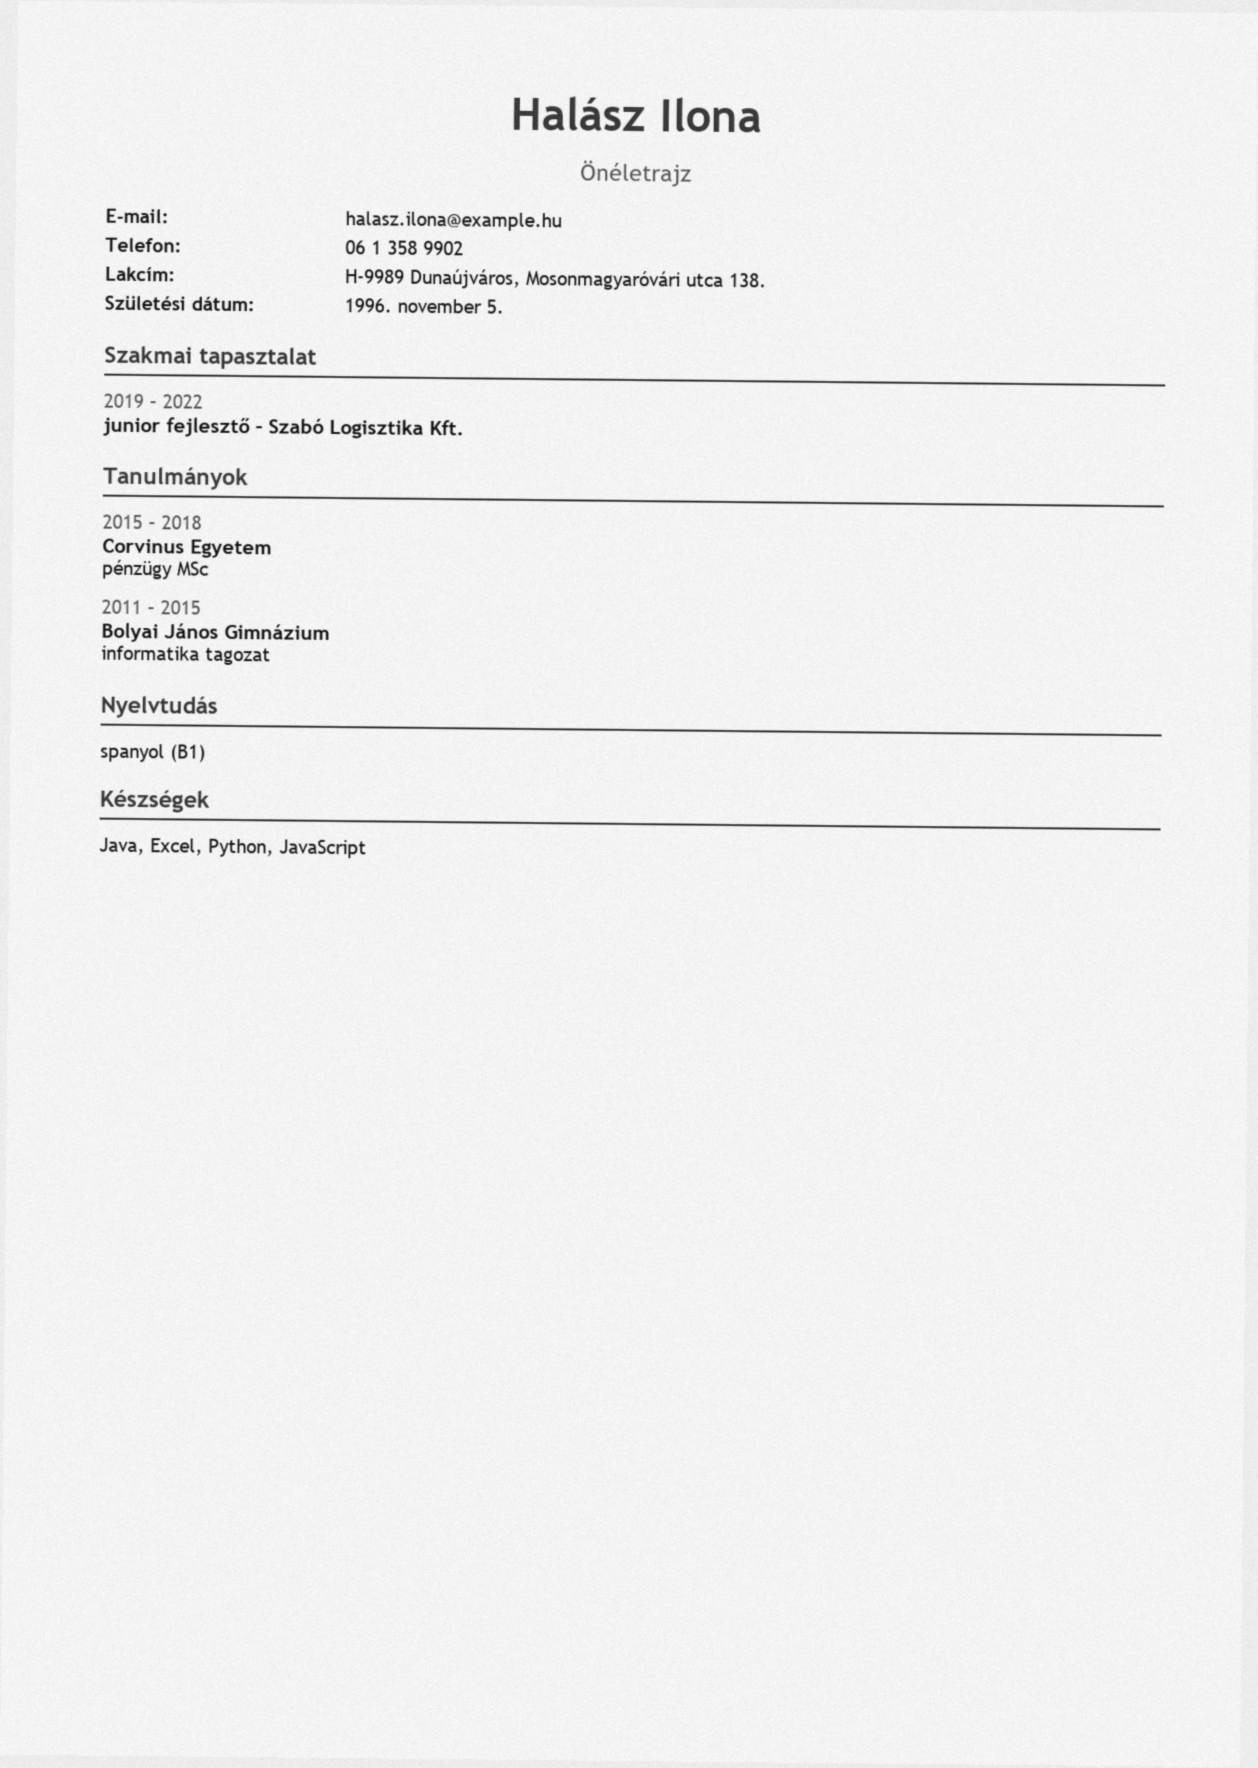 Halász Ilona
Önéletrajz
E-mail: halasz.ilona@example.hu
Telefon: 06 1 358 9902
Lakcím: H-9989 Dunaújváros, Mosonmagyaróvári utca 138.
Születési dátum: 1996. november 5.
Szakmai tapasztalat
2019 - 2022
junior fejlesztő - Szabó Logisztika Kft.
Tanulmányok
2015 - 2018
Corvinus Egyetem
pénzügy MSc
2011 - 2015
Bolyai János Gimnázium
informatika tagozat
Nyelvtudás
spanyol (B1)
Készségek
Java, Excel, Python, JavaScript